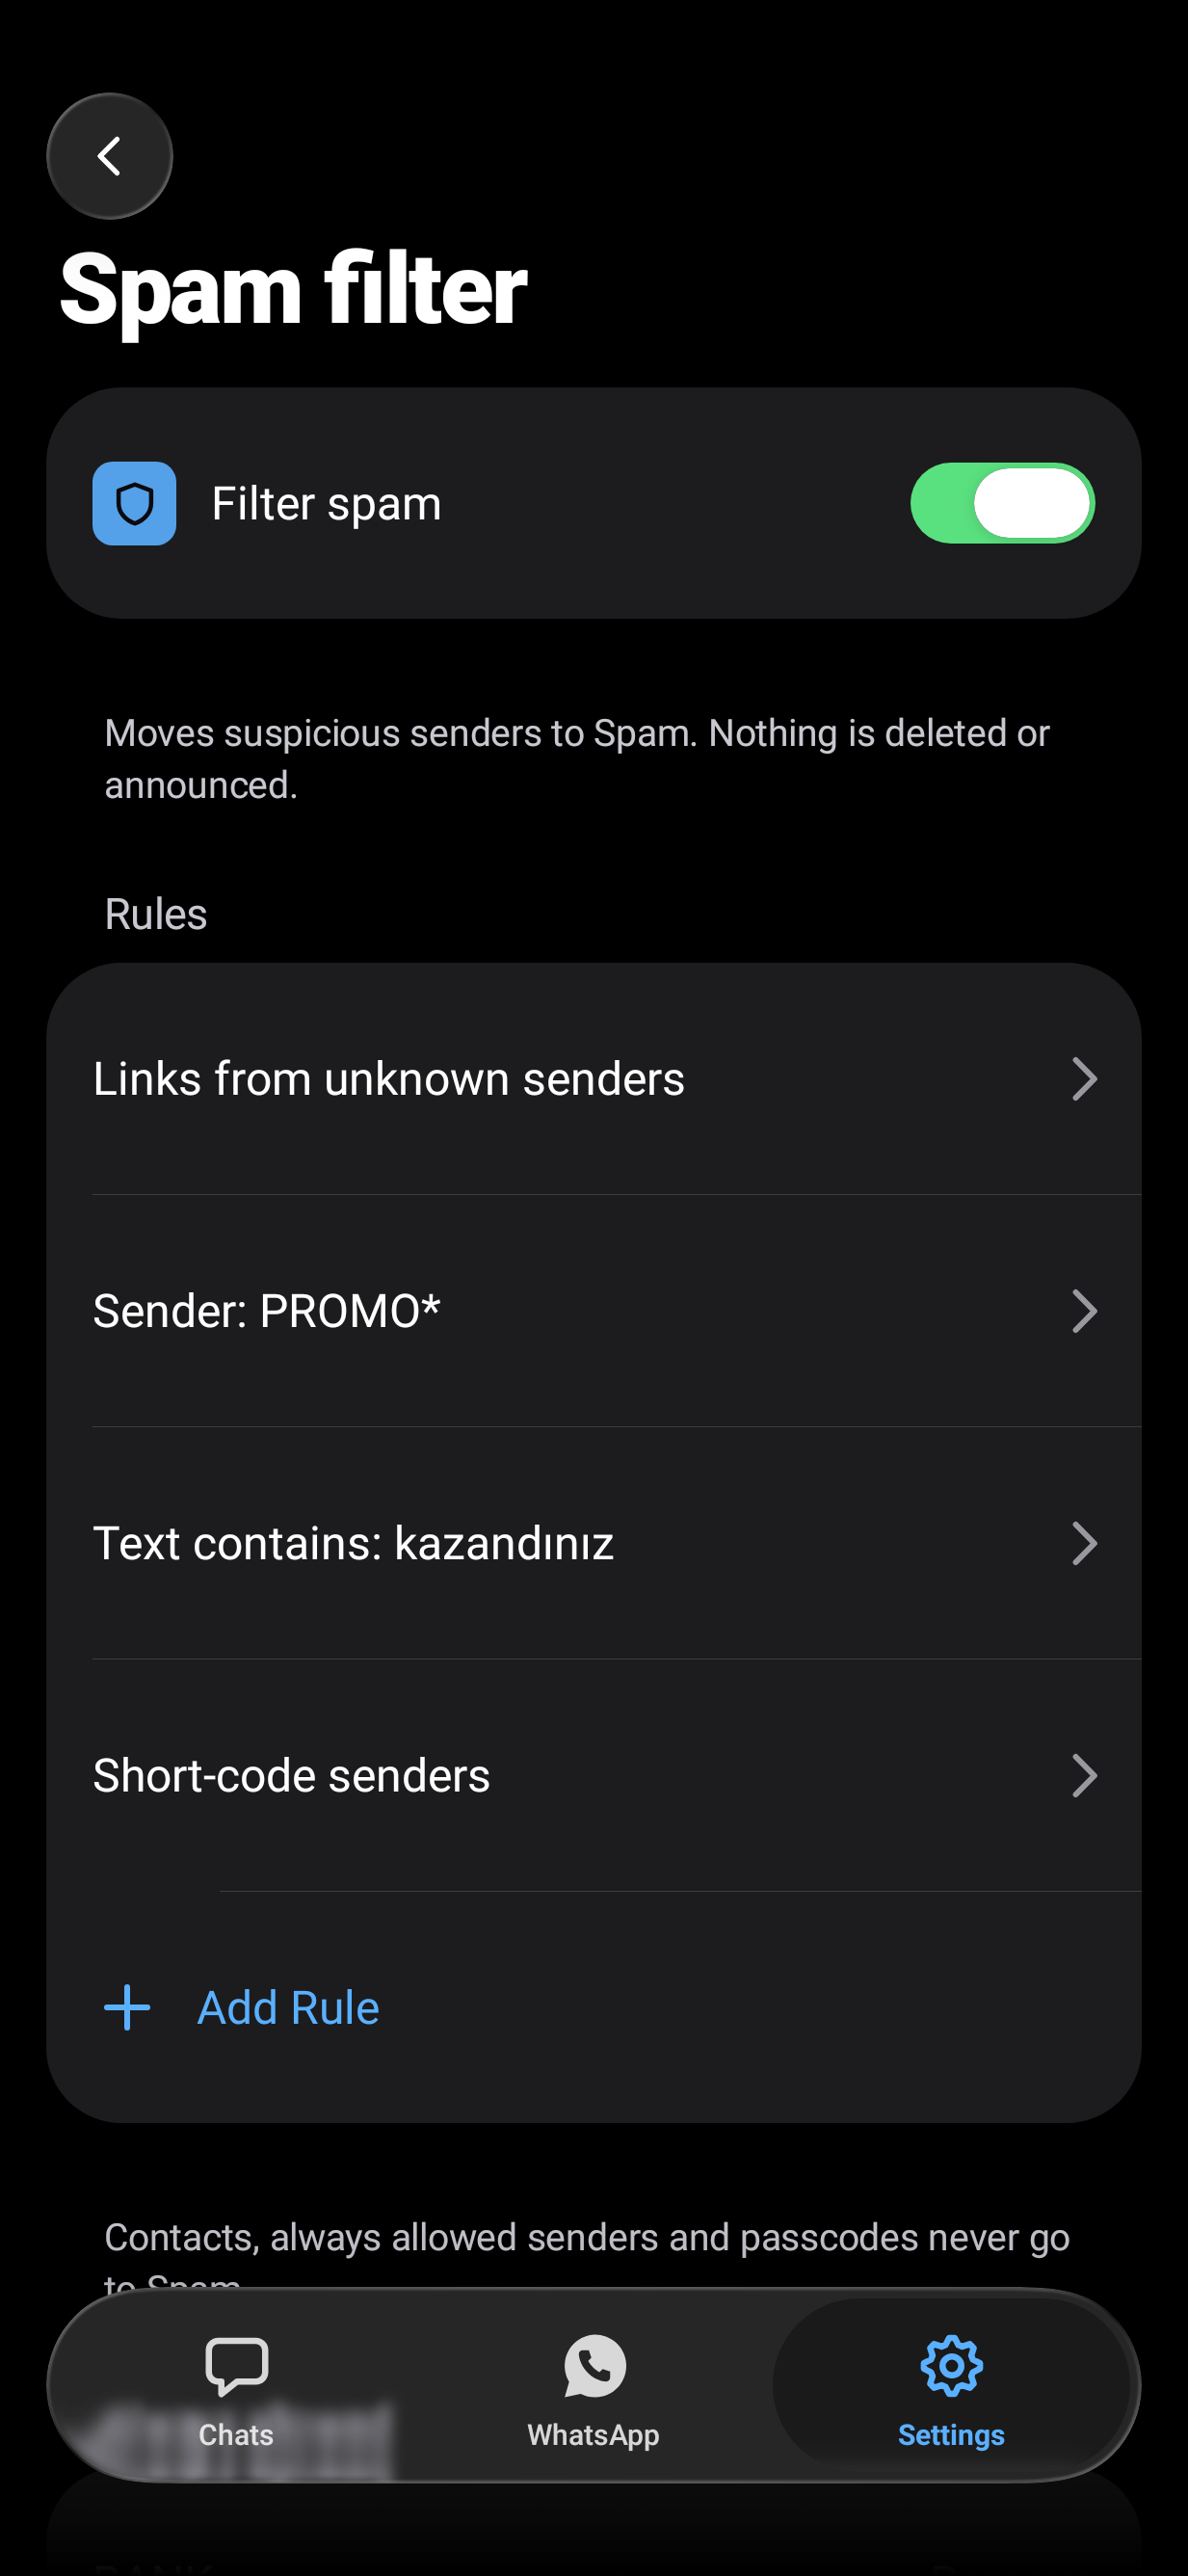 Spam filter
Filter spam
Moves suspicious senders to Spam. Nothing is deleted or
announced.
Rules
Links from unknown senders
Sender: PROMO*
Text contains: kazandınız
Short-code senders
Add Rule
Contacts, always allowed senders and passcodes never go
to Spam
Chats
WhatsApp
Settings